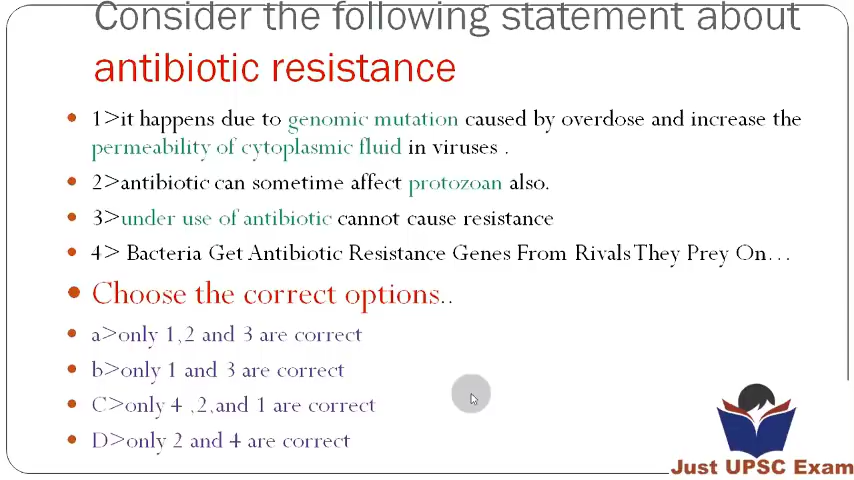 Consider the following statement about
antibiotic resistance
1>it happens due to genomic mutation caused by overdose and increase the
permeability of cytoplasmic fluid in viruses .
2>antibiotic can sometime affect protozoan also.
3>under use of antibiotic cannot cause resistance
4> Bacteria Get Antibiotic Resistance Genes From Rivals They Prey On…
Choose the correct options..
a>only 1,2 and 3 are correct
b>only 1 and 3 are correct
C>only 4 ,2,and 1 are correct
D>only 2 and 4 are correct
Just UPSC Exam